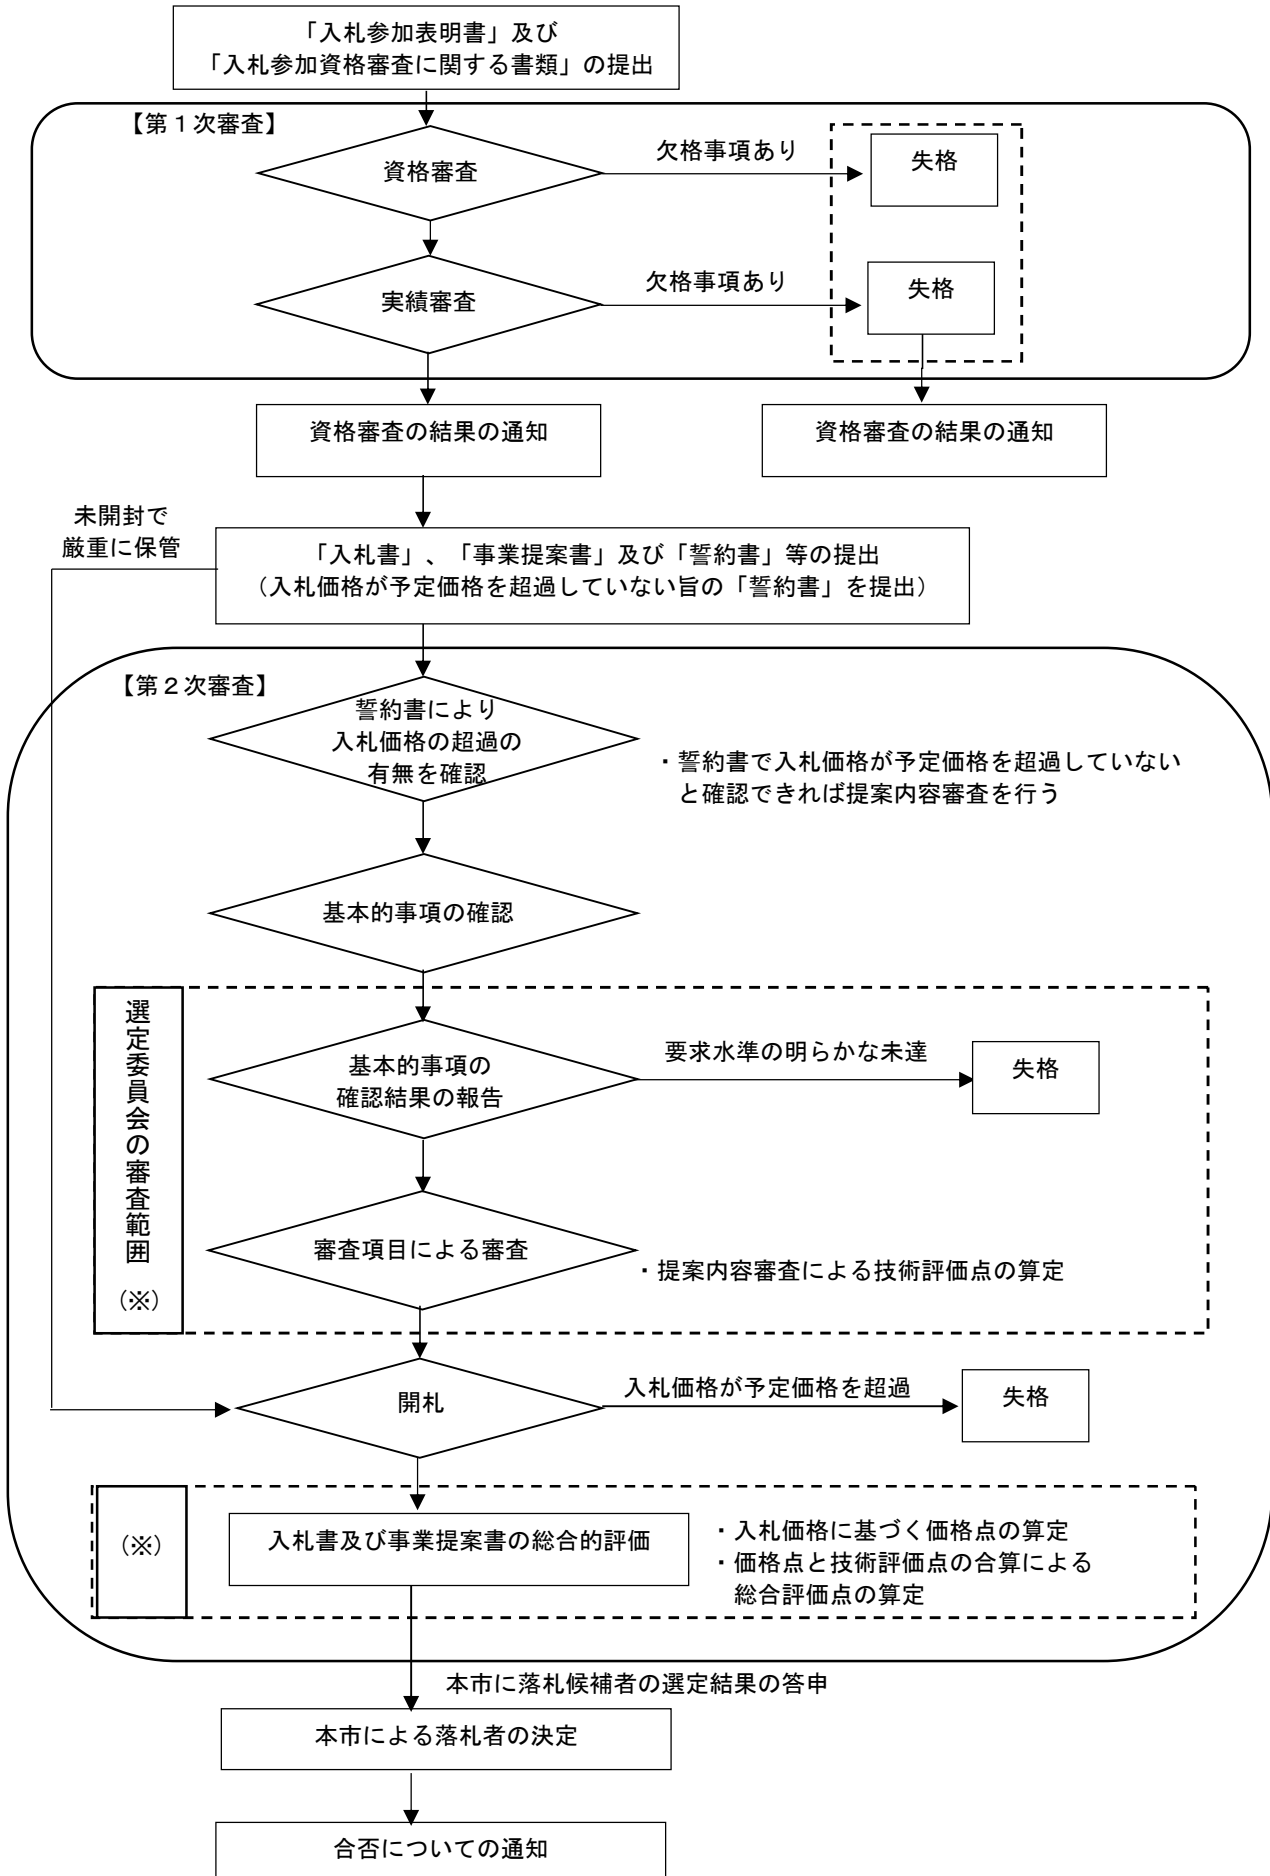 「入札参加表明書」及び
「入札参加資格審査に関する書類」の提出
【第1次審査】
資格審査
欠格事項あり
失格
実績審査
欠格事項あり
失格
資格審査の結果の通知
資格審査の結果の通知
未開封で
厳重に保管
「入札書」、「事業提案書」及び「誓約書」等の提出
（入札価格が予定価格を超過していない旨の「誓約書」を提出）
【第2次審査】
誓約書により
入札価格の超過の
有無を確認
・誓約書で入札価格が予定価格を超過していない
と確認できれば提案内容審査を行う
基本的事項の確認
選定委員会の審査範囲
（※）
基本的事項の
確認結果の報告
要求水準の明らかな未達
失格
審査項目による審査
・提案内容審査による技術評価点の算定
開札
入札価格が予定価格を超過
失格
（※）
入札書及び事業提案書の総合的評価
・入札価格に基づく価格点の算定
・価格点と技術評価点の合算による
総合評価点の算定
本市に落札候補者の選定結果の答申
本市による落札者の決定
合否についての通知